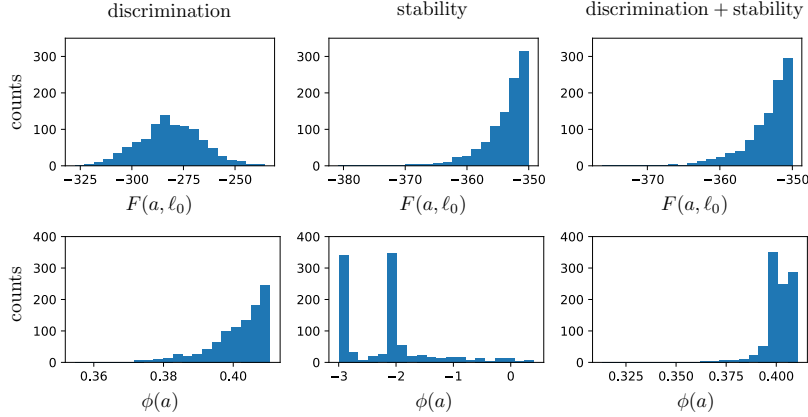 discrimination stability discrimination + stability
counts
300
200
100
0
−325 −300 −275 −250
F(a, ℓ₀)
300
200
100
0
−380 −370 −360 −350
F(a, ℓ₀)
300
200
100
0
−370 −360 −350
F(a, ℓ₀)
counts
400
300
200
100
0
0.36 0.38 0.40
ϕ(a)
400
300
200
100
0
−3 −2 −1 0
ϕ(a)
400
300
200
100
0
0.325 0.350 0.375 0.400
ϕ(a)